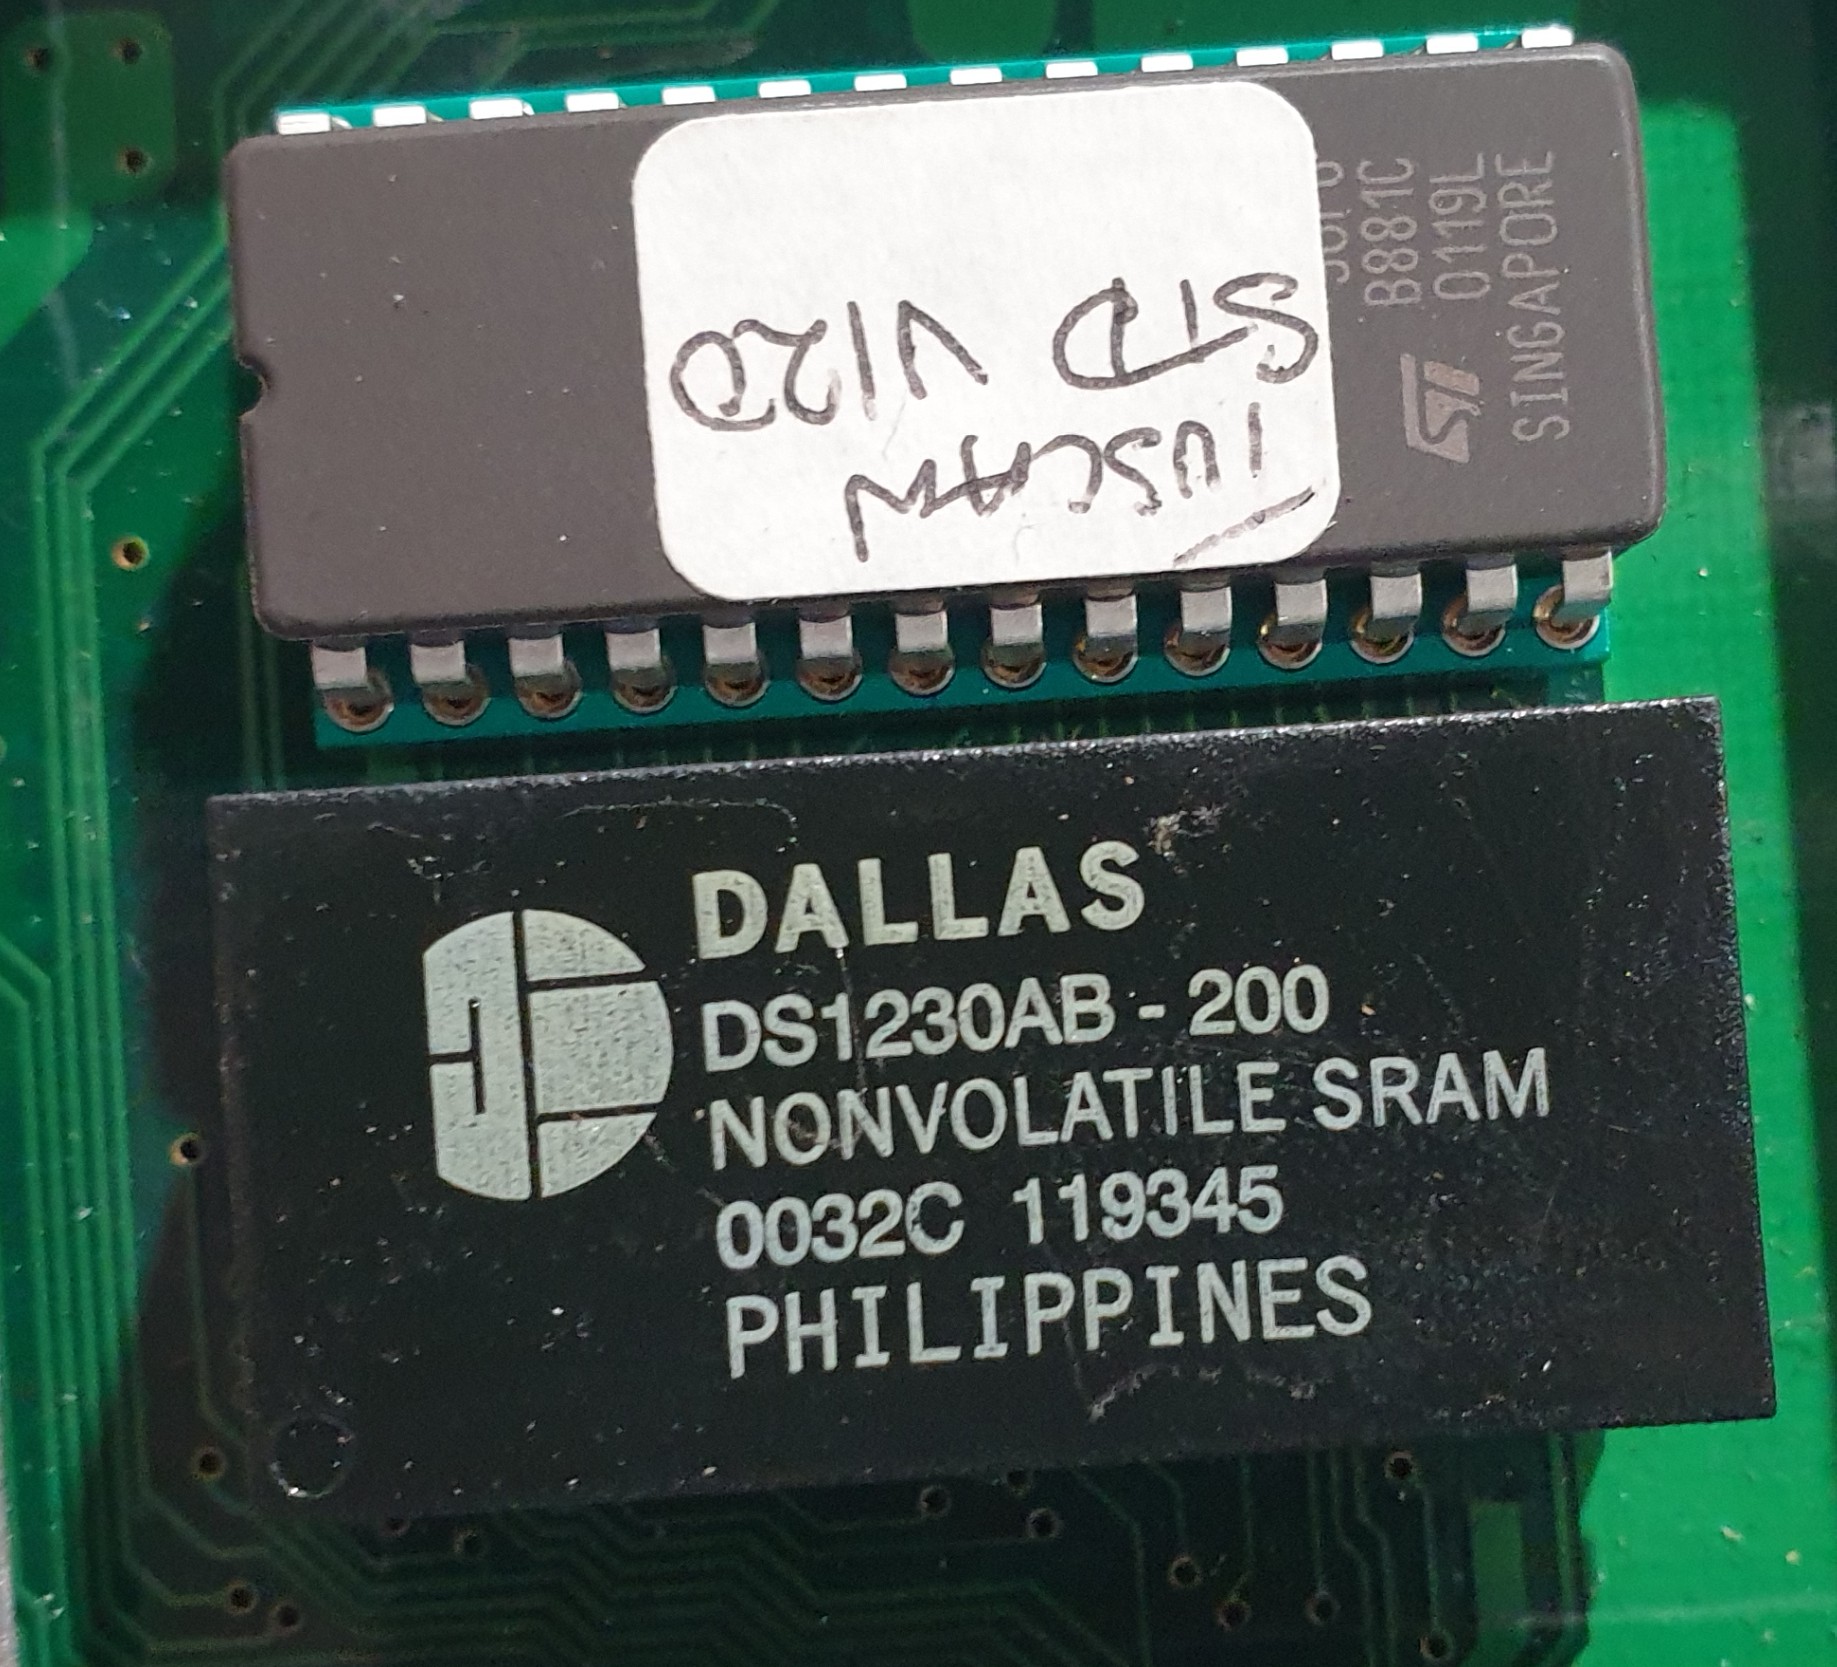 TUSCAN
STD V120
B881C
0119L
SINGAPORE
DALLAS
DS1230AB-200
NONVOLATILE SRAM
0032C 119345
PHILIPPINES